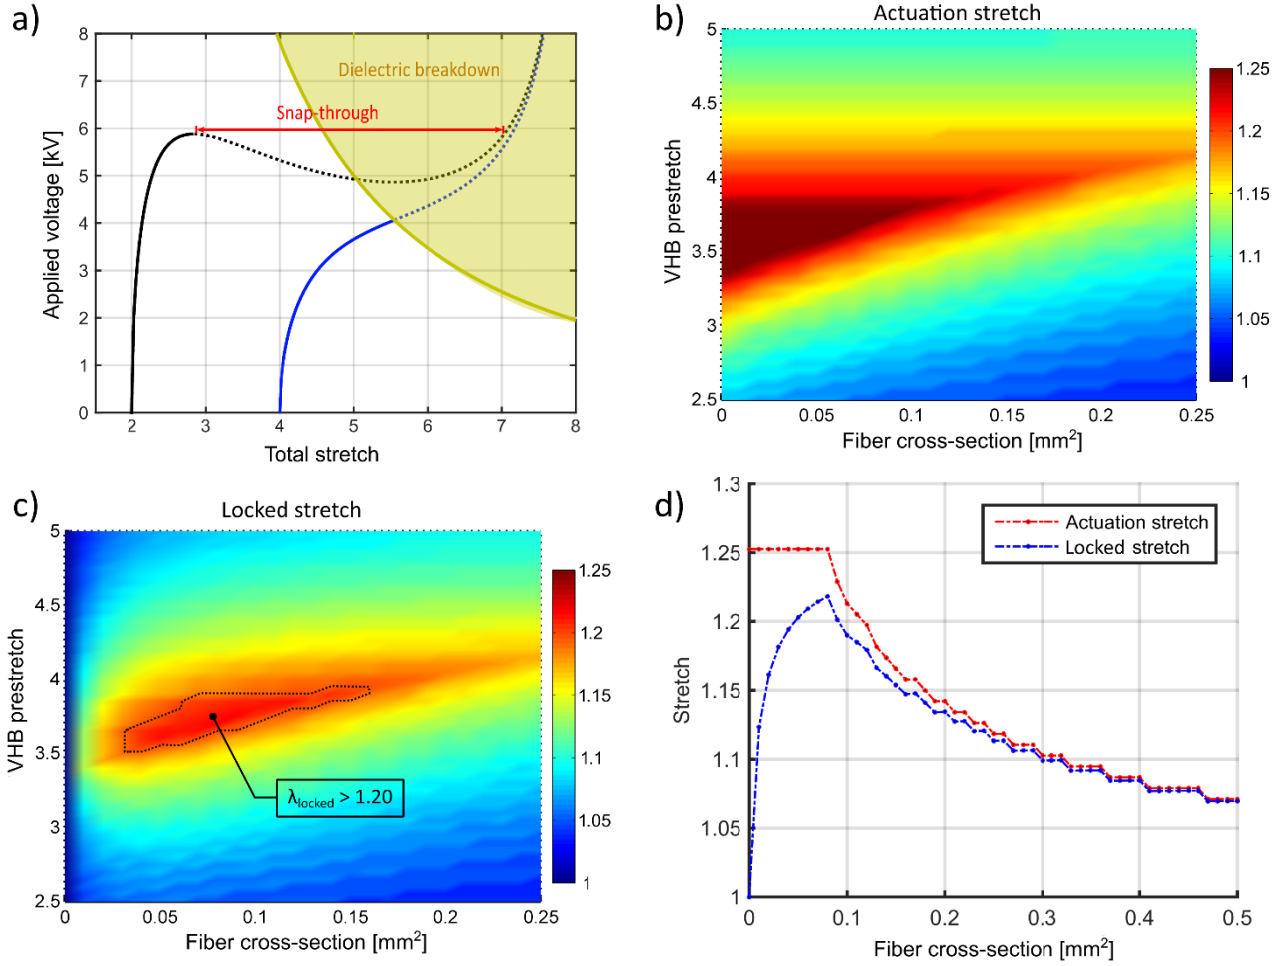 a)
8
7
6
5
4
3
2
1
0
Applied voltage [kV]
Dielectric breakdown
Snap-through
2 3 4 5 6 7 8
Total stretch
b)
Actuation stretch
5
4.5
4
3.5
3
2.5
VHB prestretch
0 0.05 0.1 0.15 0.2 0.25
Fiber cross-section [mm²]
1.25
1.2
1.15
1.1
1.05
1
c)
Locked stretch
5
4.5
4
3.5
3
2.5
VHB prestretch
λlocked > 1.20
0 0.05 0.1 0.15 0.2 0.25
Fiber cross-section [mm²]
1.25
1.2
1.15
1.1
1.05
1
d)
1.3
1.25
1.2
1.15
1.1
1.05
1
Stretch
Actuation stretch
Locked stretch
0 0.1 0.2 0.3 0.4 0.5
Fiber cross-section [mm²]